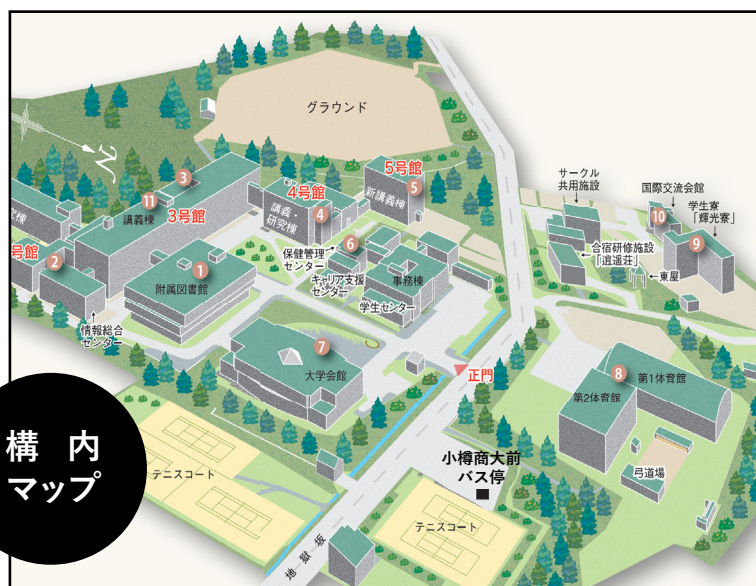 グラウンド
N
サークル
共用施設
国際交流会館
学生寮
「輝光寮」
5号館
新講義棟
5
3
11
講義棟
3号館
4号館
講義・
研究棟
4
10
9
合宿研修施設
「逍遥荘」
東屋
究棟
号館
2
1
附属図書館
6
保健管理
センター
キャリア支援
センター
事務棟
学生センター
情報総合
センター
7
大学会館
正門
8
第1体育館
第2体育館
弓道場
構内
マップ
テニスコート
小樽商大前
バス停
テニスコート
地獄坂